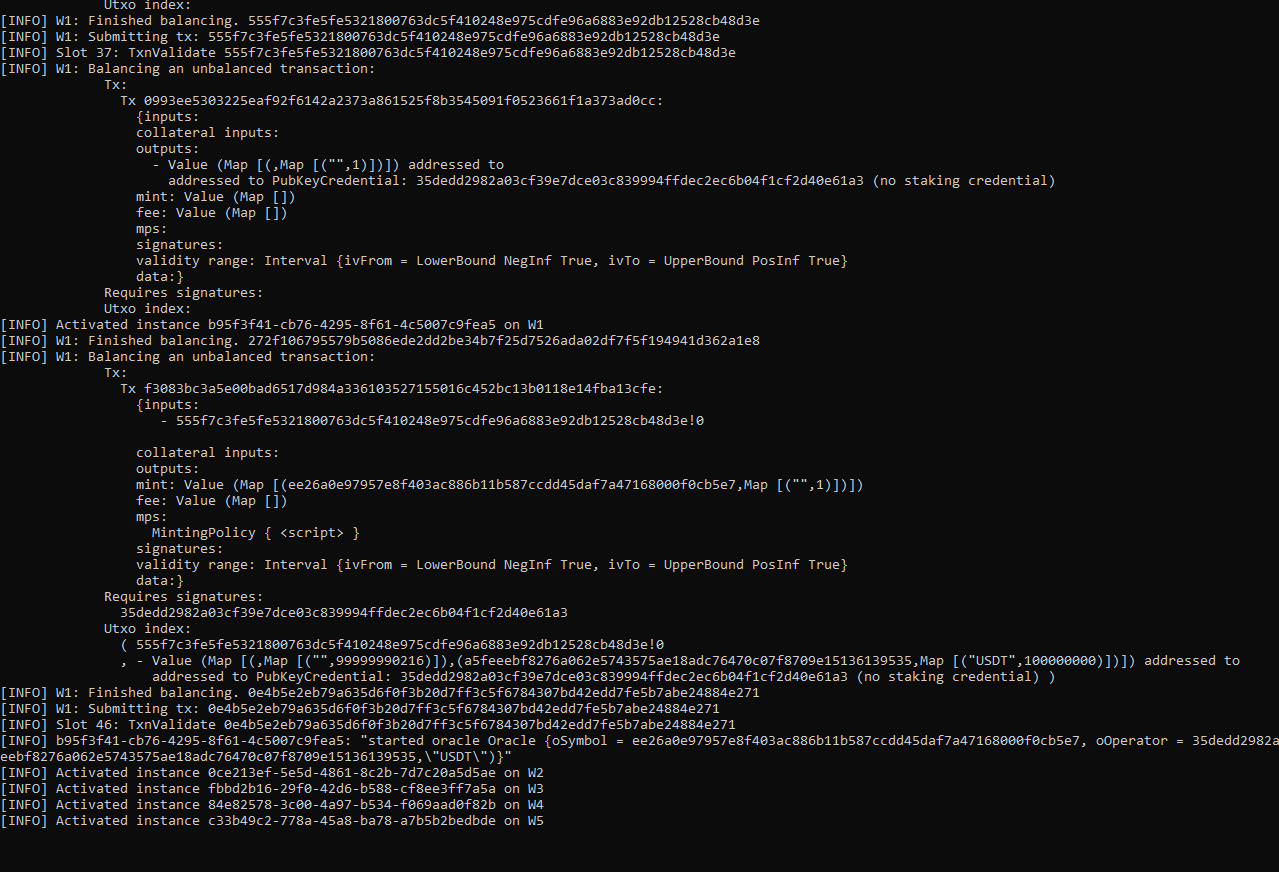 Utxo index:
[INFO] W1: Finished balancing. 555f7c3fe5fe5321800763dc5f410248e975cdfe96a6883e92db12528cb48d3e
[INFO] W1: Submitting tx: 555f7c3fe5fe5321800763dc5f410248e975cdfe96a6883e92db12528cb48d3e
[INFO] Slot 37: TxnValidate 555f7c3fe5fe5321800763dc5f410248e975cdfe96a6883e92db12528cb48d3e
[INFO] W1: Balancing an unbalanced transaction:
Tx:
Tx 0993ee5303225eaf92f6142a2373a861525f8b3545091f0523661f1a373ad0cc:
{inputs:
collateral inputs:
outputs:
- Value (Map [(,Map [("",1)])]) addressed to
addressed to PubKeyCredential: 35dedd2982a03cf39e7dce03c839994ffdec2ec6b04f1cf2d40e61a3 (no staking credential)
mint: Value (Map [])
fee: Value (Map [])
mps:
signatures:
validity range: Interval {ivFrom = LowerBound NegInf True, ivTo = UpperBound PosInf True}
data:}
Requires signatures:
Utxo index:
[INFO] Activated instance b95f3f41-cb76-4295-8f61-4c5007c9fea5 on W1
[INFO] W1: Finished balancing. 272f106795579b5086ede2dd2be34b7f25d7526ada02df7f5f194941d362a1e8
[INFO] W1: Balancing an unbalanced transaction:
Tx:
Tx f3083bc3a5e00bad6517d984a336103527155016c452bc13b0118e14fba13cfe:
{inputs:
- 555f7c3fe5fe5321800763dc5f410248e975cdfe96a6883e92db12528cb48d3e!0
collateral inputs:
outputs:
mint: Value (Map [(ee26a0e97957e8f403ac886b11b587ccdd45daf7a47168000f0cb5e7,Map [("",1)])])
fee: Value (Map [])
mps:
MintingPolicy { <script> }
signatures:
validity range: Interval {ivFrom = LowerBound NegInf True, ivTo = UpperBound PosInf True}
data:}
Requires signatures:
35dedd2982a03cf39e7dce03c839994ffdec2ec6b04f1cf2d40e61a3
Utxo index:
( 555f7c3fe5fe5321800763dc5f410248e975cdfe96a6883e92db12528cb48d3e!0
, - Value (Map [(,Map [("",99999990216)]),(a5feeebf8276a062e5743575ae18adc76470c07f8709e15136139535,Map [("USDT",100000000)])]) addressed to
addressed to PubKeyCredential: 35dedd2982a03cf39e7dce03c839994ffdec2ec6b04f1cf2d40e61a3 (no staking credential) )
[INFO] W1: Finished balancing. 0e4b5e2eb79a635d6f0f3b20d7ff3c5f6784307bd42edd7fe5b7abe24884e271
[INFO] W1: Submitting tx: 0e4b5e2eb79a635d6f0f3b20d7ff3c5f6784307bd42edd7fe5b7abe24884e271
[INFO] Slot 46: TxnValidate 0e4b5e2eb79a635d6f0f3b20d7ff3c5f6784307bd42edd7fe5b7abe24884e271
[INFO] b95f3f41-cb76-4295-8f61-4c5007c9fea5: "started oracle Oracle {oSymbol = ee26a0e97957e8f403ac886b11b587ccdd45daf7a47168000f0cb5e7, oOperator = 35dedd2982a
eebf8276a062e5743575ae18adc76470c07f8709e15136139535,\"USDT\")}"
[INFO] Activated instance 0ce213ef-5e5d-4861-8c2b-7d7c20a5d5ae on W2
[INFO] Activated instance fbbd2b16-29f0-42d6-b588-cf8ee3ff7a5a on W3
[INFO] Activated instance 84e82578-3c00-4a97-b534-f069aad0f82b on W4
[INFO] Activated instance c33b49c2-778a-45a8-ba78-a7b5b2bedbde on W5